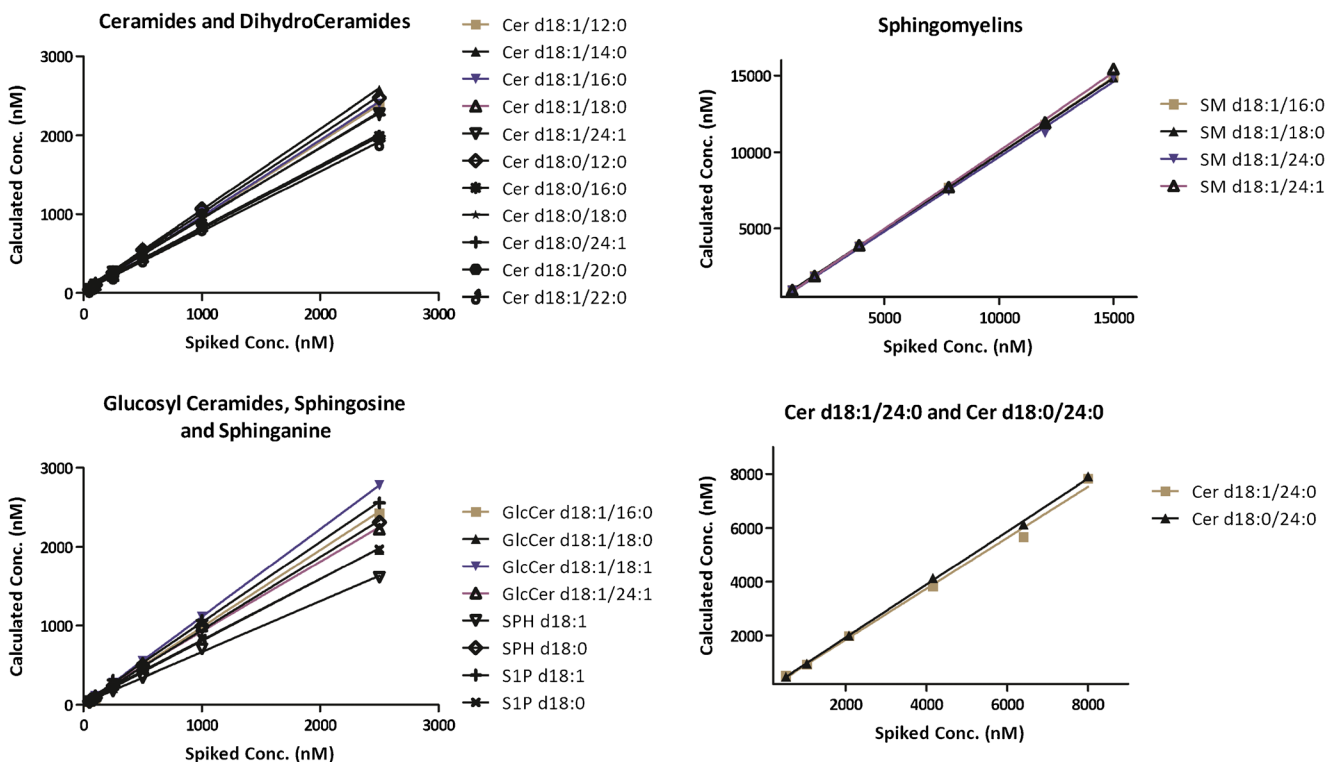 Ceramides and DihydroCeramides
Calculated Conc. (nM)
3000
2000
1000
0
0
1000
2000
3000
Spiked Conc. (nM)
Cer d18:1/12:0
Cer d18:1/14:0
Cer d18:1/16:0
Cer d18:1/18:0
Cer d18:1/24:1
Cer d18:0/12:0
Cer d18:0/16:0
Cer d18:0/18:0
Cer d18:0/24:1
Cer d18:1/20:0
Cer d18:1/22:0
Sphingomyelins
Calculated Conc. (nM)
15000
10000
5000
5000
10000
15000
Spiked Conc. (nM)
SM d18:1/16:0
SM d18:1/18:0
SM d18:1/24:0
SM d18:1/24:1
Glucosyl Ceramides, Sphingosine
and Sphinganine
Calculated Conc. (nM)
3000
2000
1000
0
0
1000
2000
3000
Spiked Conc. (nM)
GlcCer d18:1/16:0
GlcCer d18:1/18:0
GlcCer d18:1/18:1
GlcCer d18:1/24:1
SPH d18:1
SPH d18:0
S1P d18:1
S1P d18:0
Cer d18:1/24:0 and Cer d18:0/24:0
Calculated Conc. (nM)
8000
6000
4000
2000
2000
4000
6000
8000
Spiked Conc. (nM)
Cer d18:1/24:0
Cer d18:0/24:0